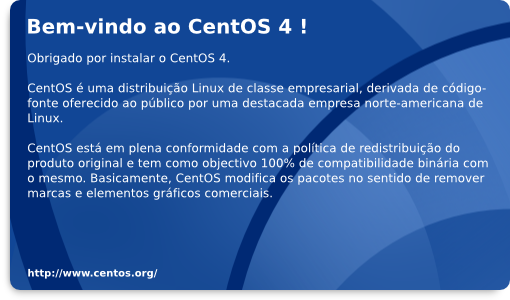 Bem-vindo ao CentOS 4 !
Obrigado por instalar o CentOS 4.
CentOS é uma distribuição Linux de classe empresarial, derivada de código-
fonte oferecido ao público por uma destacada empresa norte-americana de
Linux.
CentOS está em plena conformidade com a política de redistribuição do
produto original e tem como objectivo 100% de compatibilidade binária com
o mesmo. Basicamente, CentOS modifica os pacotes no sentido de remover
marcas e elementos gráficos comerciais.
http://www.centos.org/